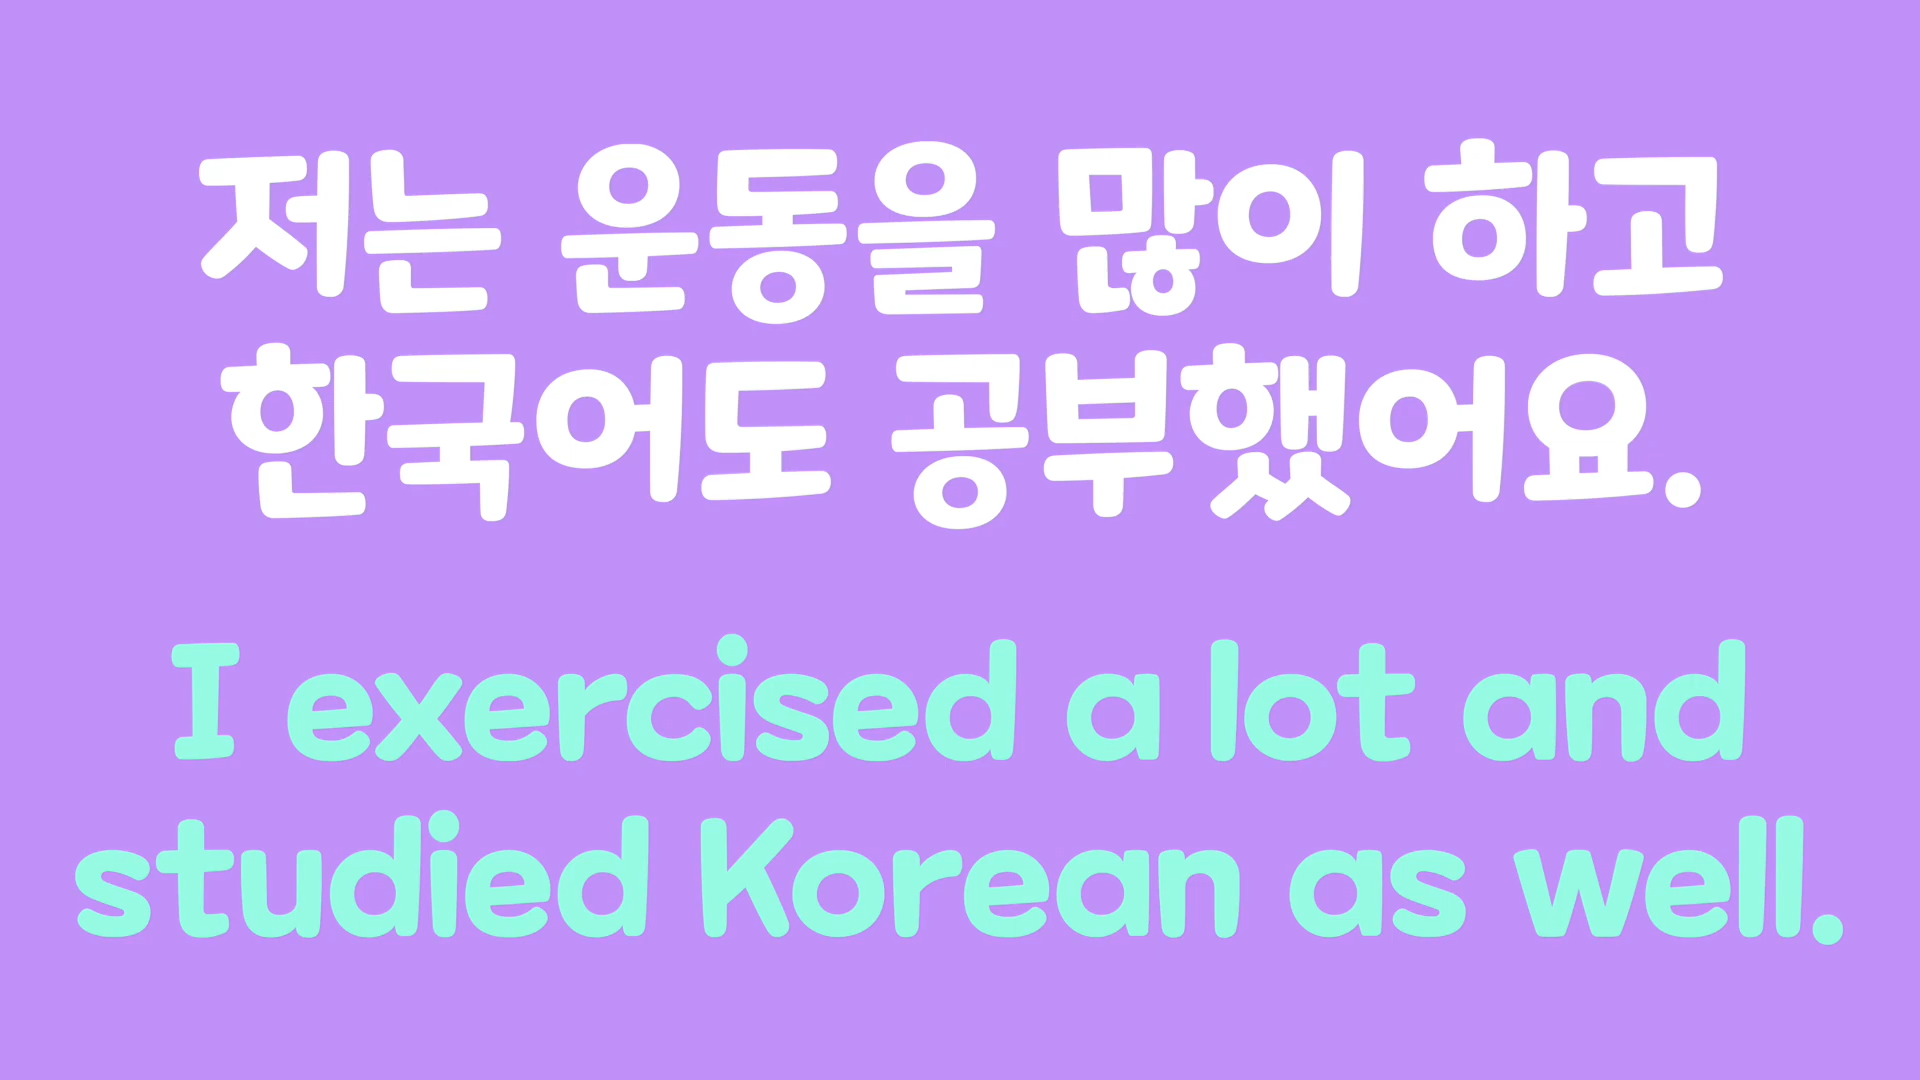 저는 운동을 많이 하고
한국어도 공부했어요.
I exercised a lot and
studied Korean as well.